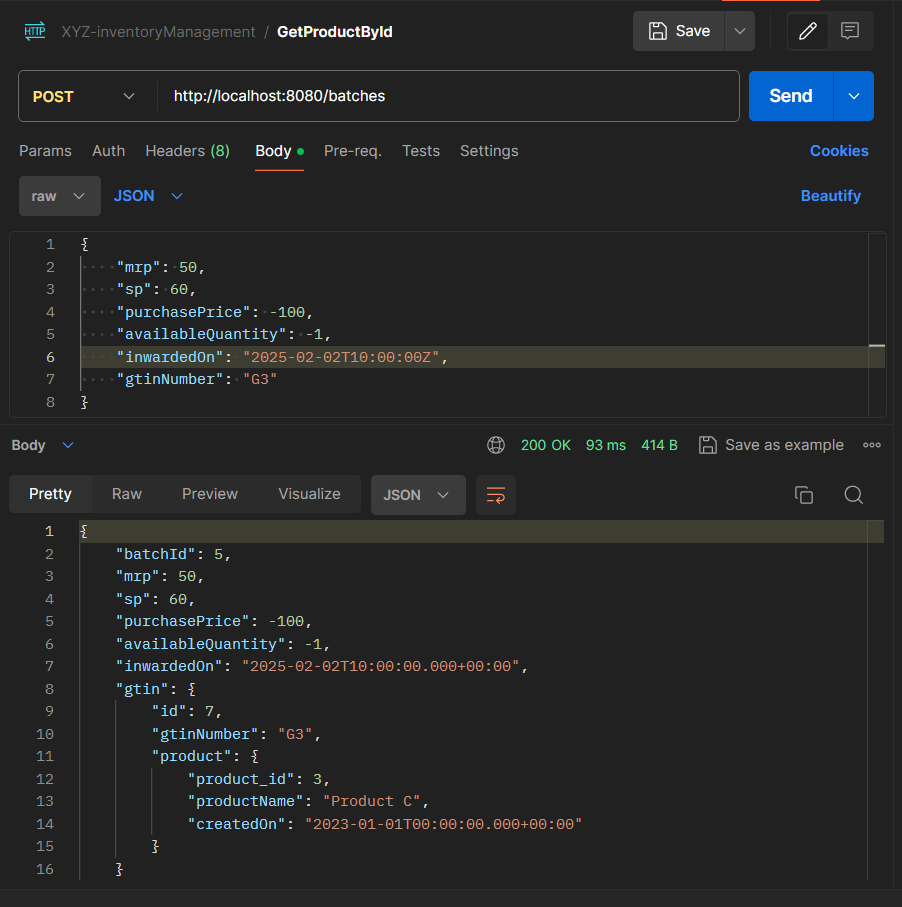 HTTP XYZ-inventoryManagement / GetProductById Save
POST http://localhost:8080/batches Send
Params Auth Headers (8) Body Pre-req. Tests Settings Cookies
raw JSON Beautify
1 {
2 "mrp": 50,
3 "sp": 60,
4 "purchasePrice": -100,
5 "availableQuantity": -1,
6 "inwardedOn": "2025-02-02T10:00:00Z",
7 "gtinNumber": "G3"
8 }
Body 200 OK 93 ms 414 B Save as example
Pretty Raw Preview Visualize JSON
1 {
2 "batchId": 5,
3 "mrp": 50,
4 "sp": 60,
5 "purchasePrice": -100,
6 "availableQuantity": -1,
7 "inwardedOn": "2025-02-02T10:00:00.000+00:00",
8 "gtin": {
9 "id": 7,
10 "gtinNumber": "G3",
11 "product": {
12 "product_id": 3,
13 "productName": "Product C",
14 "createdOn": "2023-01-01T00:00:00.000+00:00"
15 }
16 }